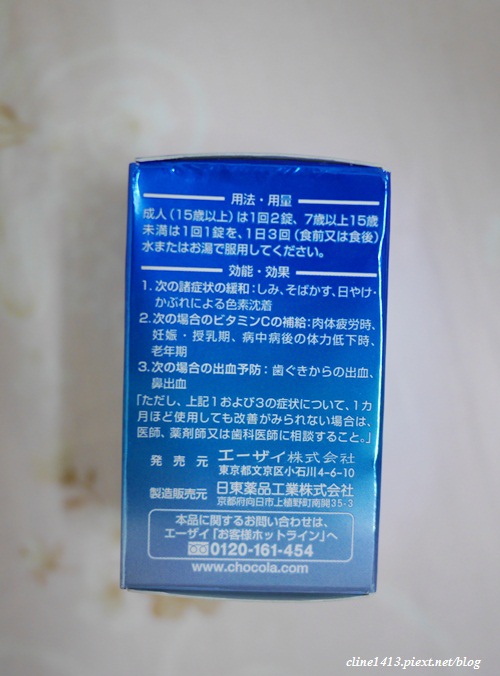 用法・用量
成人（15歳以上）は1回2錠、7歳以上15歳
未満は1回1錠を、1日3回（食前又は食後）
水またはお湯で服用してください。
効能・効果
1. 次の諸症状の緩和：しみ、そばかす、日やけ・
かぶれによる色素沈着
2. 次の場合のビタミンCの補給：肉体疲労時、
妊娠・授乳期、病中病後の体力低下時、
老年期
3. 次の場合の出血予防：歯ぐきからの出血、
鼻出血
「ただし、上記1および3の症状について、1カ
月ほど使用しても改善がみられない場合は、
医師、薬剤師又は歯科医師に相談すること。」
発売元 エーザイ株式会社
東京都文京区小石川4-6-10
製造販売元 日東薬品工業株式会社
京都府向日市上植野町南開35-3
本品に関するお問い合わせは、
エーザイ「お客様ホットライン」へ
0120-161-454
www.chocola.com
cline1413.piext.net/blog